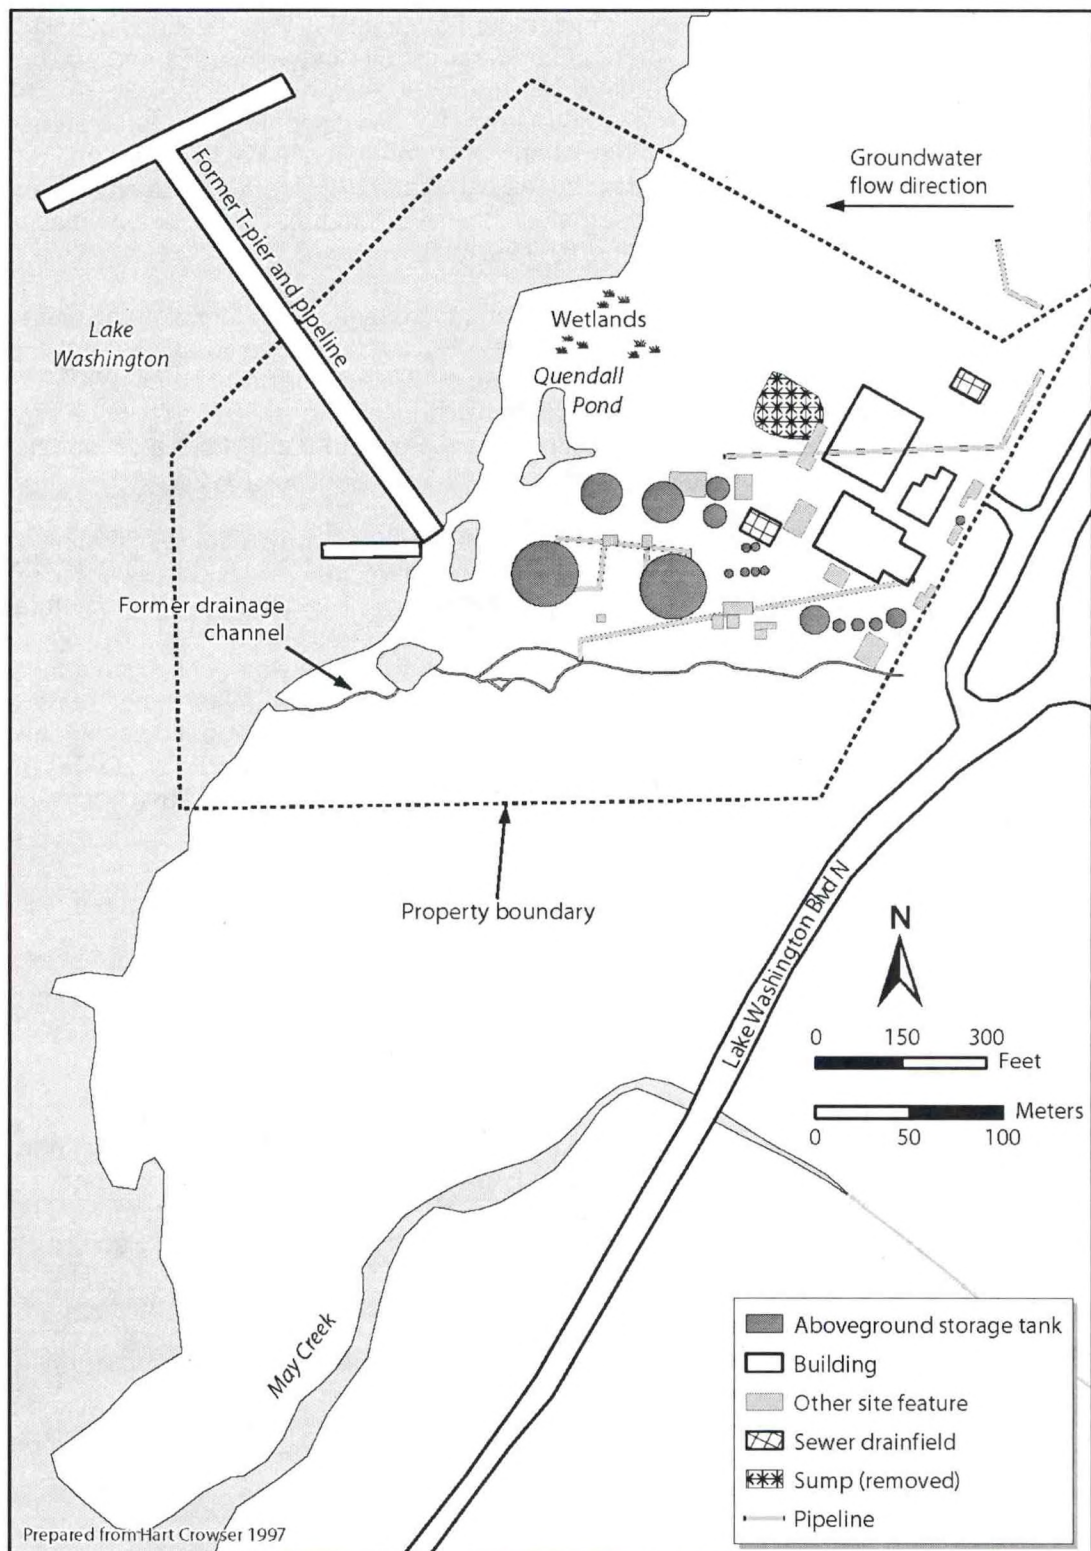 Groundwater
flow direction
Former T-pier and pipeline
Lake
Washington
Wetlands
Quendall
Pond
Former drainage
channel
Property boundary
Lake Washington Blvd N
N
0 150 300
Feet
Meters
0 50 100
May Creek
Aboveground storage tank
Building
Other site feature
Sewer drainfield
Sump (removed)
Pipeline
Prepared from Hart Crowser 1997